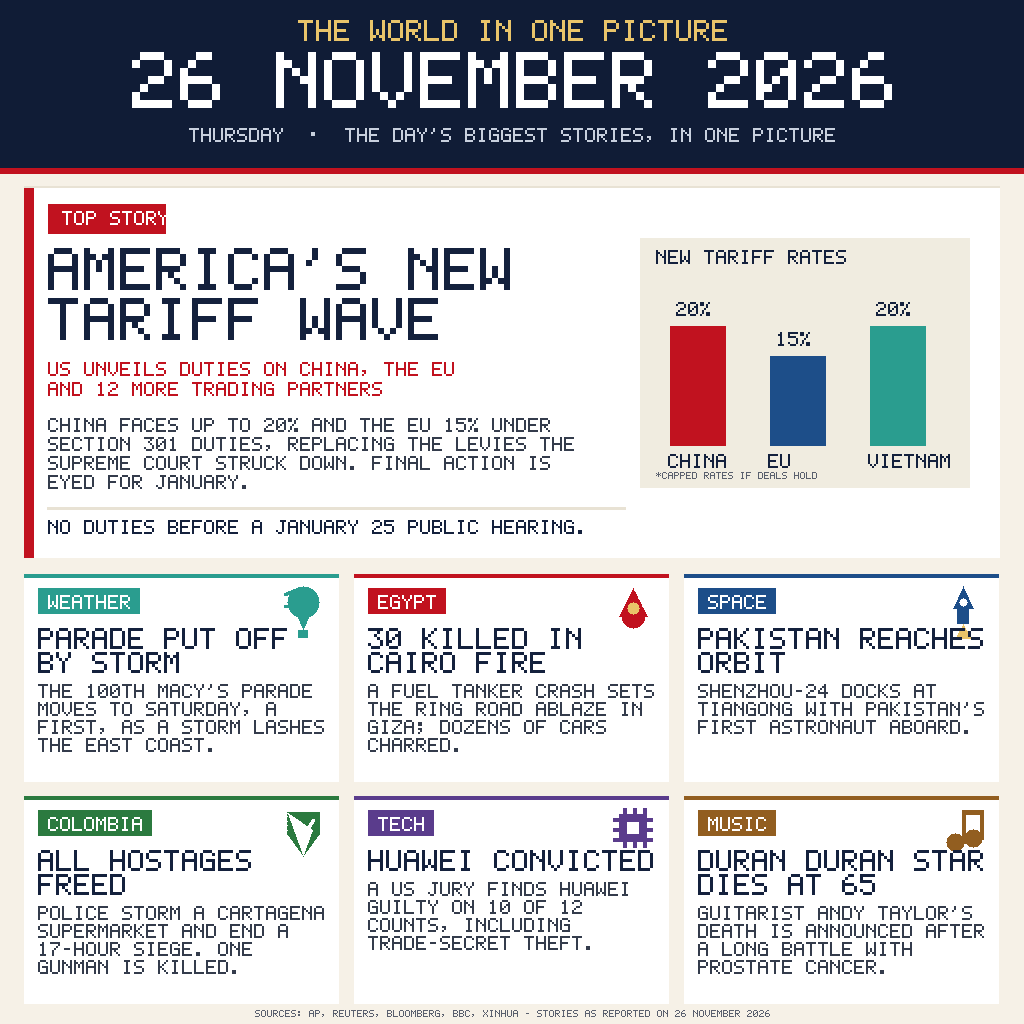 THE WORLD IN ONE PICTURE
26 NOVEMBER 2026
THURSDAY · THE DAY'S BIGGEST STORIES, IN ONE PICTURE
TOP STORY
AMERICA'S NEW
TARIFF WAVE
US UNVEILS DUTIES ON CHINA, THE EU
AND 12 MORE TRADING PARTNERS
CHINA FACES UP TO 20% AND THE EU 15% UNDER
SECTION 301 DUTIES, REPLACING THE LEVIES THE
SUPREME COURT STRUCK DOWN. FINAL ACTION IS
EYED FOR JANUARY.
NO DUTIES BEFORE A JANUARY 25 PUBLIC HEARING.
NEW TARIFF RATES
20%
15%
20%
CHINA
EU
VIETNAM
*CAPPED RATES IF DEALS HOLD
WEATHER
PARADE PUT OFF
BY STORM
THE 100TH MACY'S PARADE
MOVES TO SATURDAY, A
FIRST, AS A STORM LASHES
THE EAST COAST.
EGYPT
30 KILLED IN
CAIRO FIRE
A FUEL TANKER CRASH SETS
THE RING ROAD ABLAZE IN
GIZA; DOZENS OF CARS
CHARRED.
SPACE
PAKISTAN REACHES
ORBIT
SHENZHOU-24 DOCKS AT
TIANGONG WITH PAKISTAN'S
FIRST ASTRONAUT ABOARD.
COLOMBIA
ALL HOSTAGES
FREED
POLICE STORM A CARTAGENA
SUPERMARKET AND END A
17-HOUR SIEGE. ONE
GUNMAN IS KILLED.
TECH
HUAWEI CONVICTED
A US JURY FINDS HUAWEI
GUILTY ON 10 OF 12
COUNTS, INCLUDING
TRADE-SECRET THEFT.
MUSIC
DURAN DURAN STAR
DIES AT 65
GUITARIST ANDY TAYLOR'S
DEATH IS ANNOUNCED AFTER
A LONG BATTLE WITH
PROSTATE CANCER.
SOURCES: AP, REUTERS, BLOOMBERG, BBC, XINHUA - STORIES AS REPORTED ON 26 NOVEMBER 2026